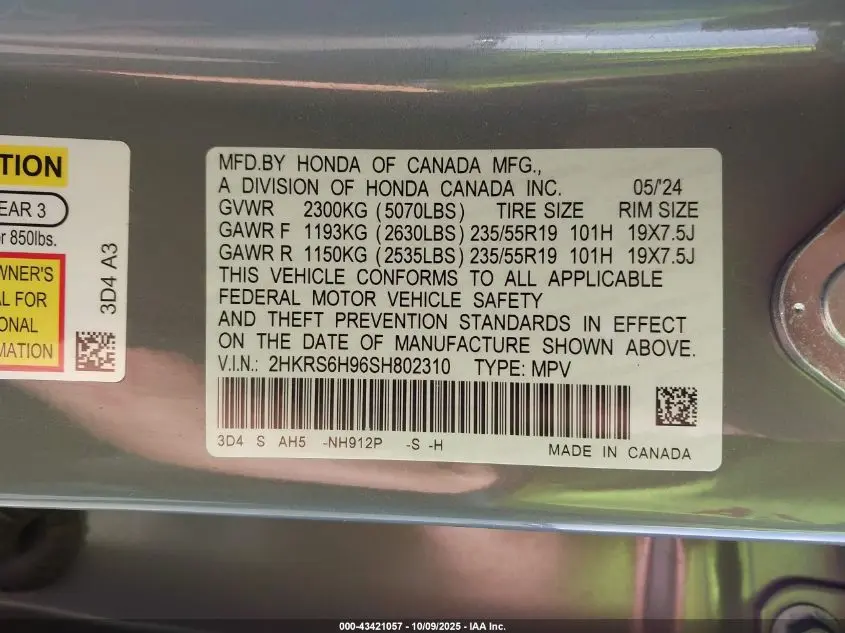 TION
EAR 3
r 850lbs.
WNER'S
AL FOR
ONAL
MATION
3D4 A3
MFD.BY HONDA OF CANADA MFG.,
A DIVISION OF HONDA CANADA INC. 05/'24
GVWR 2300KG (5070LBS) TIRE SIZE RIM SIZE
GAWR F 1193KG (2630LBS) 235/55R19 101H 19X7.5J
GAWR R 1150KG (2535LBS) 235/55R19 101H 19X7.5J
THIS VEHICLE CONFORMS TO ALL APPLICABLE
FEDERAL MOTOR VEHICLE SAFETY
AND THEFT PREVENTION STANDARDS IN EFFECT
ON THE DATE OF MANUFACTURE SHOWN ABOVE.
V.I.N.: 2HKRS6H96SH802310 TYPE: MPV
3D4 S AH5 -NH912P -S -H
MADE IN CANADA
000-43421057 - 10/09/2025 - IAA Inc.